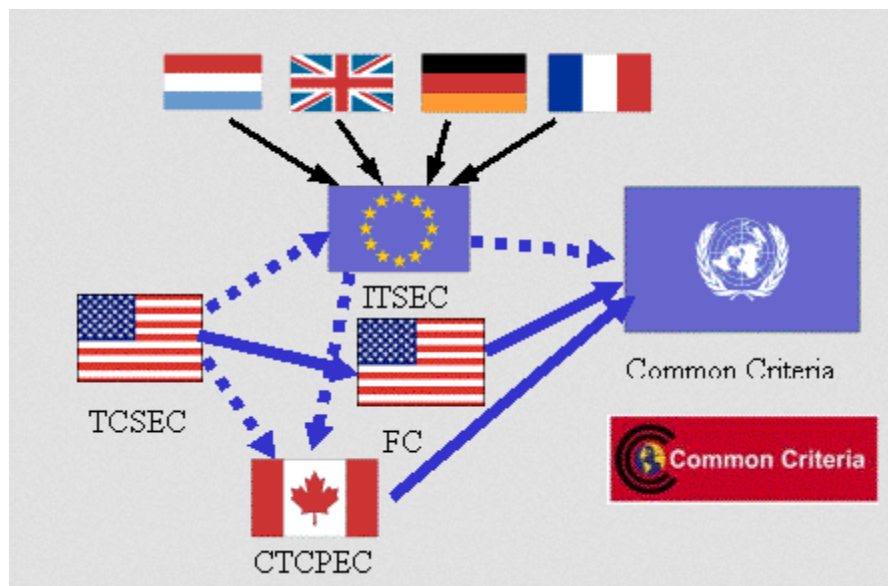 ITSEC
TCSEC
FC
Common Criteria
Common Criteria
CTCPEC